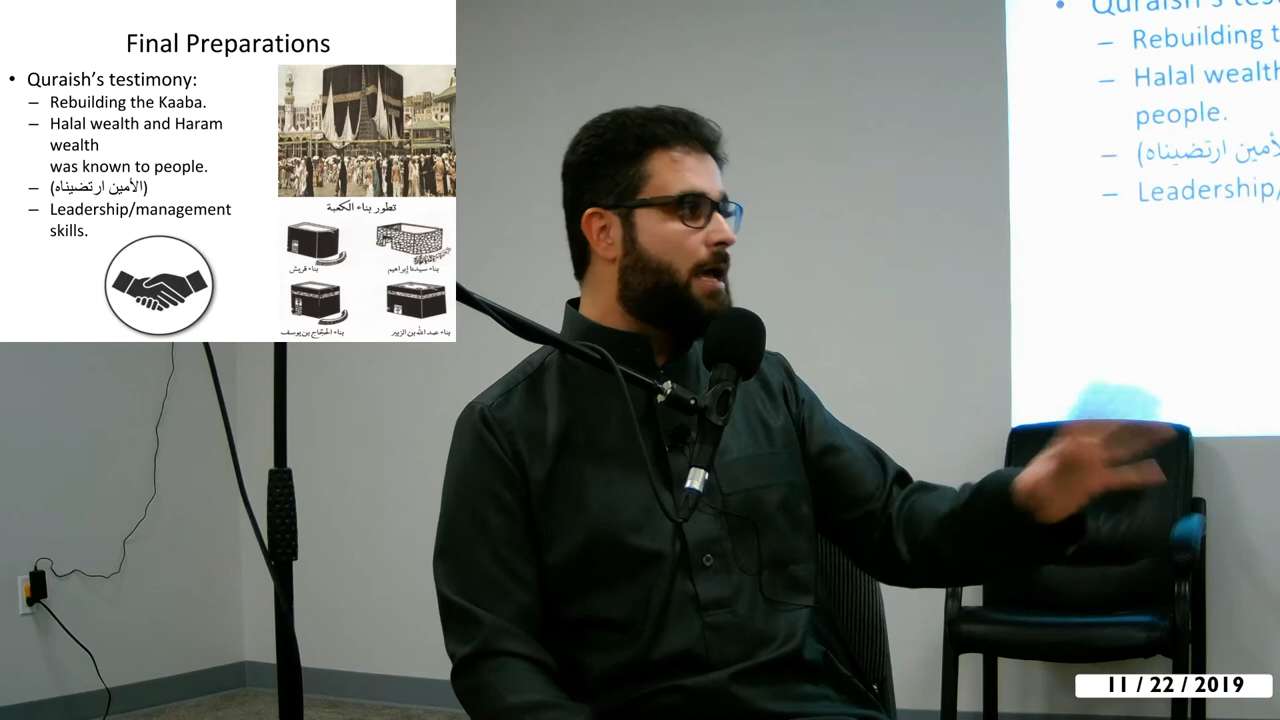 Final Preparations
• Quraish's testimony:
– Rebuilding the Kaaba.
– Halal wealth and Haram
wealth
was known to people.
– (الأمين ارتضيناه)
– Leadership/management
skills.
تطور بناء الكعبة
بناء قريش
بناء سيدنا إبراهيم
بناء الحجاج بن يوسف
بناء عبد الله بن الزبير
• Quraish's tes
– Rebuilding t
– Halal wealth
people.
– (الأمين ارتضيناه
– Leadership/
11 / 22 / 2019